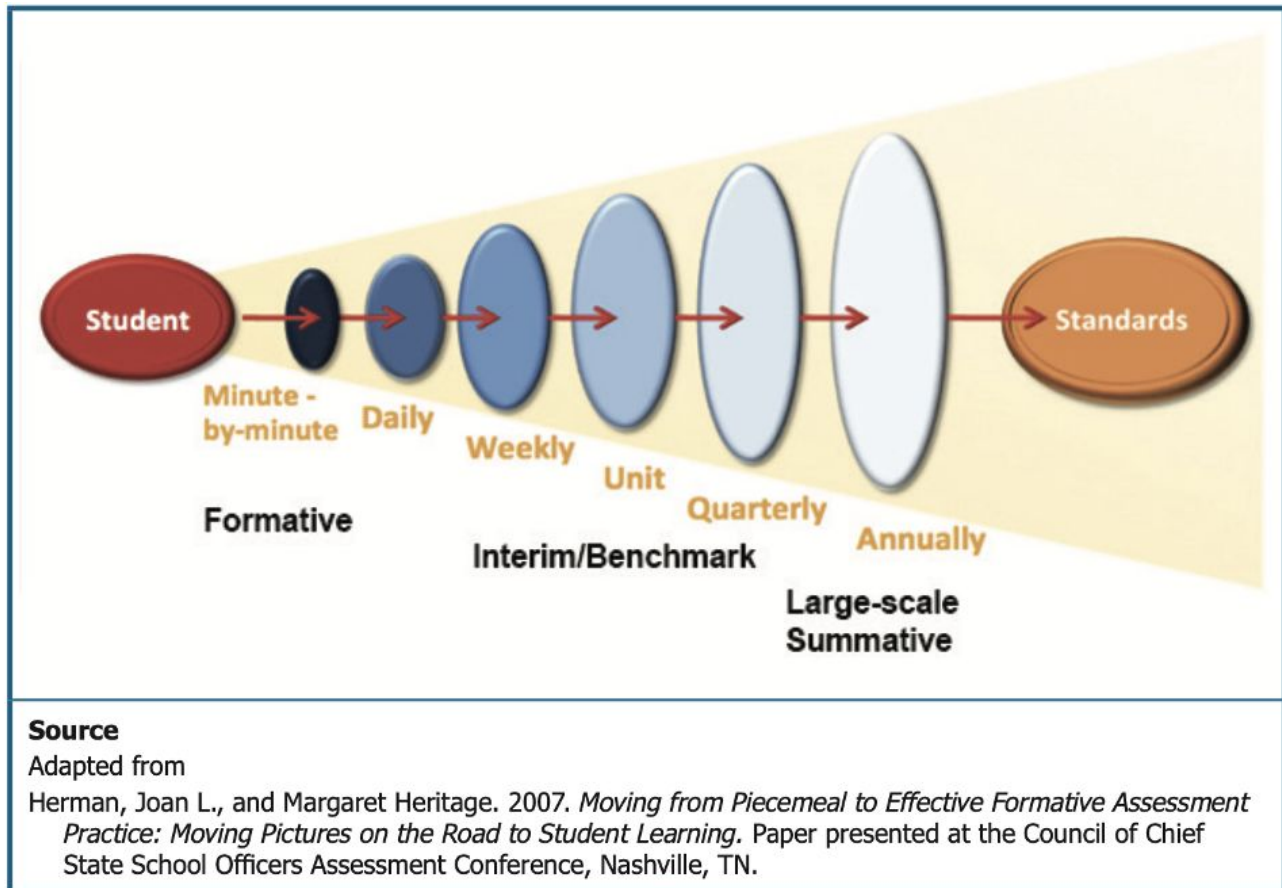 Student
Standards
Minute -
by-minute
Daily
Weekly
Unit
Quarterly
Annually
Formative
Interim/Benchmark
Large-scale
Summative
Source
Adapted from
Herman, Joan L., and Margaret Heritage. 2007. Moving from Piecemeal to Effective Formative Assessment
Practice: Moving Pictures on the Road to Student Learning. Paper presented at the Council of Chief
State School Officers Assessment Conference, Nashville, TN.